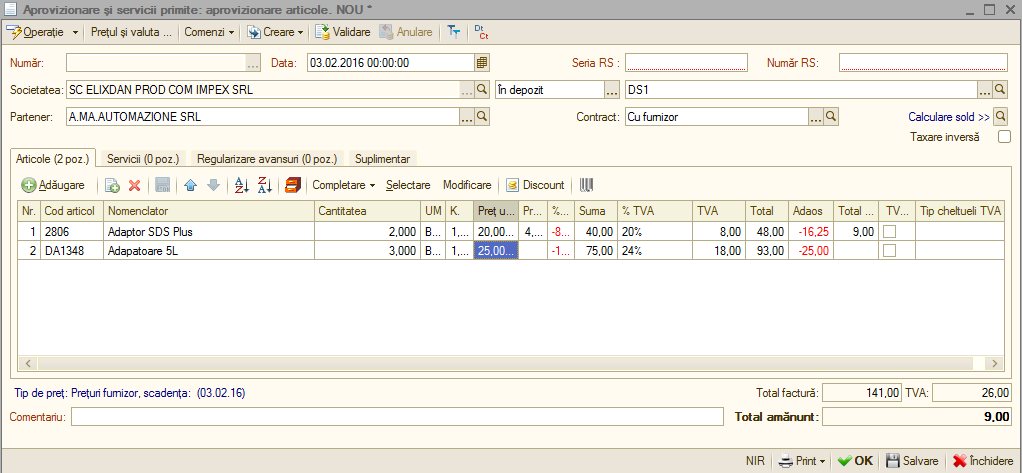 Aprovizionare și servicii primite: aprovizionare articole. NOU *
Operație Prețul și valuta ... Comenzi Creare Validare Anulare Tт Dt Ct
Număr: ... Data: 03.02.2016 00:00:00 Seria RS : Număr RS:
Societatea: SC ELIXDAN PROD COM IMPEX SRL ... În depozit ... DS1 ...
Partener: A.MA.AUTOMAZIONE SRL ... Contract: Cu furnizor ... Calculare sold >>
Taxare inversă
Articole (2 poz.) Servicii (0 poz.) Regularizare avansuri (0 poz.) Suplimentar
Adăugare Completare Selectare Modificare Discount
Nr. Cod articol Nomenclator Cantitatea UM K. Preț u... Pr... %... Suma % TVA TVA Total Adaos Total ... TV... Tip cheltueli TVA
1 2806 Adaptor SDS Plus 2,000 B... 1,... 20,00... 4,... -8... 40,00 20% 8,00 48,00 -16,25 9,00
2 DA1348 Adapatoare 5L 3,000 B... 1,... 25,00... -1... 75,00 24% 18,00 93,00 -25,00
Tip de preț: Prețuri furnizor, scadența: (03.02.16) Total factură: 141,00 TVA: 26,00
Comentariu: Total amănunt: 9,00
NIR Print OK Salvare Închidere